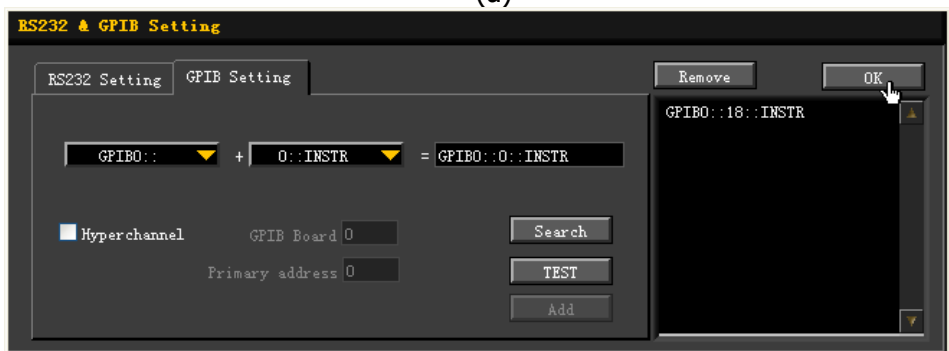 (d)
RS232 & GPIB Setting
RS232 Setting GPIB Setting
Remove OK
GPIB0::18::INSTR
GPIB0:: + 0::INSTR = GPIB0::0::INSTR
Hyperchannel
GPIB Board 0
Search
Primary address 0
TEST
Add